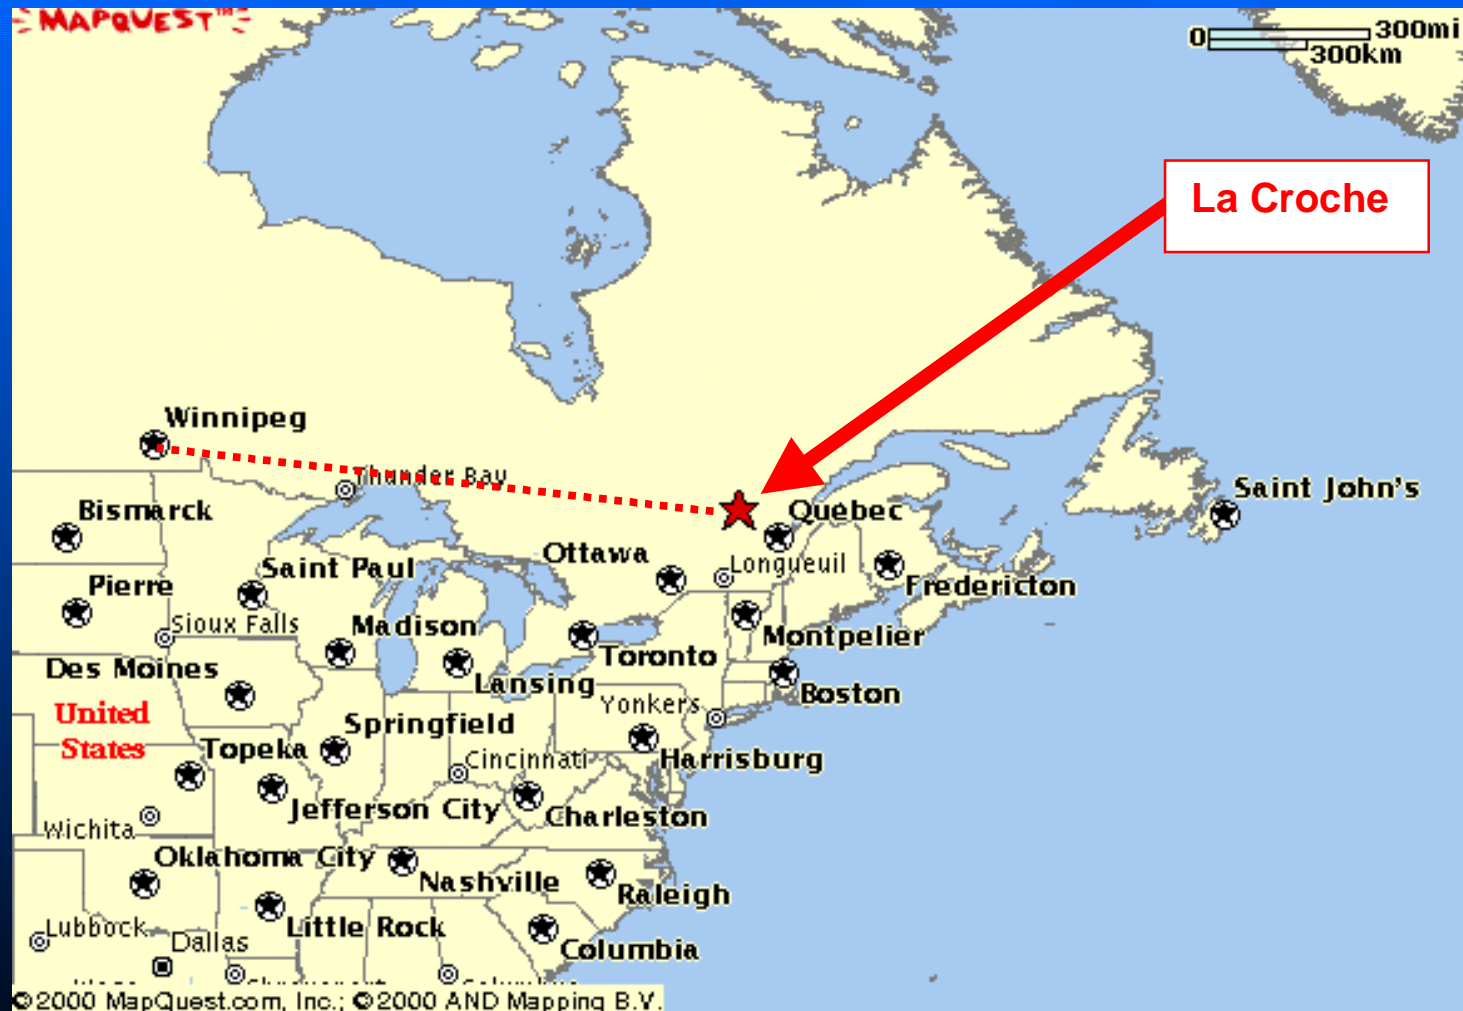 MAPQUEST™
0 300mi
300km
La Croche
Winnipeg
Thunder Bay
Bismarck
Saint John's
Quebec
Ottawa
Longueuil
Saint Paul
Pierre
Fredericton
Sioux Falls
Madison
Montpelier
Toronto
Des Moines
Lansing
Boston
Yonkers
United
States
Springfield
Topeka
Cincinnati
Harrisburg
Jefferson City
Charleston
Wichita
Oklahoma City
Nashville
Raleigh
Little Rock
Lubbock
Dallas
Columbia
©2000 MapQuest.com, Inc.; ©2000 AND Mapping B.V.